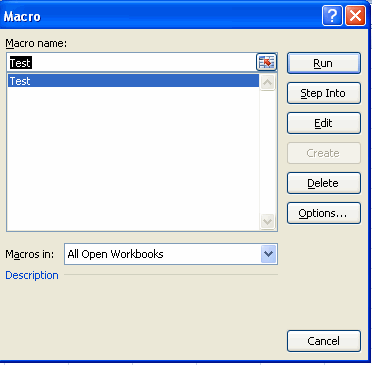 Macro
Macro name:
Test
Test
Run
Step Into
Edit
Create
Delete
Options...
Macros in: All Open Workbooks
Description
Cancel